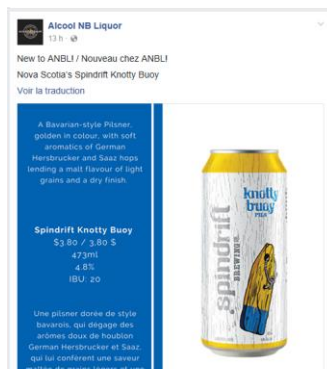 Alcool NB Liquor
13 h
New to ANBL! / Nouveau chez ANBL!
Nova Scotia's Spindrift Knotty Buoy
Voir la traduction
A Bavarian-style Pilsner,
golden in colour, with soft
aromatics of German
Hersbrucker and Saaz hops
lending a malt flavour of light
grains and a dry finish.
Spindrift Knotty Buoy
$3.80 / 3,80 $
473ml
4.8%
IBU: 20
Une pilsner dorée de style
bavarois, qui dégage des
arômes doux de houblon
German Hersbrucker et Saaz,
qui lui confèrent une saveur
knotty
buoy
PILS
spindrift
BREWING CO.